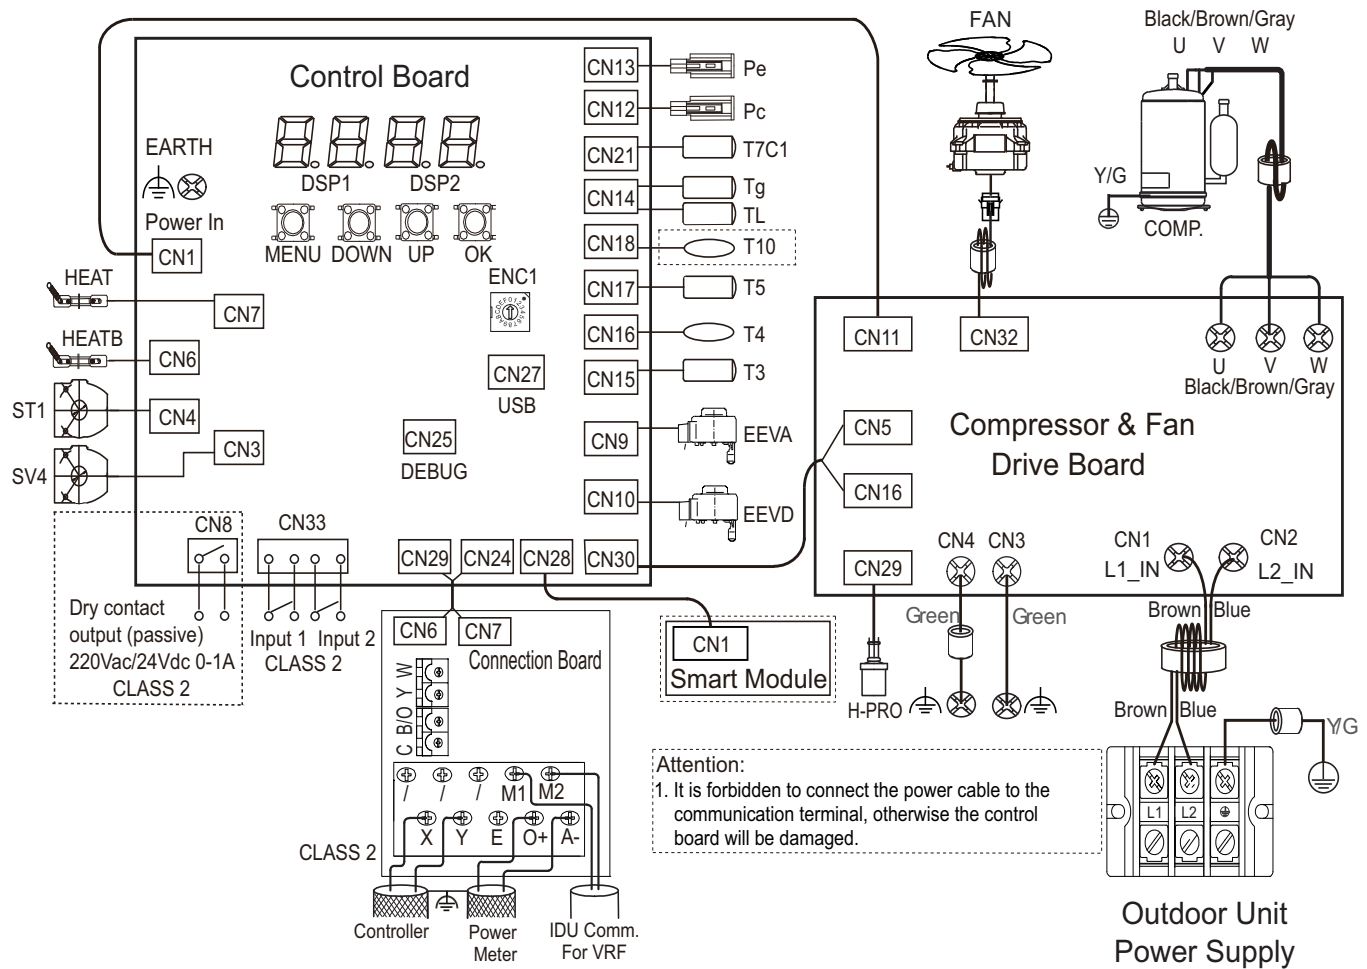 Control Board
DSP1
DSP2
EARTH
Power In
CN1
MENU
DOWN
UP
OK
ENC1
0123456789ABCDEF
CN27
USB
CN25
DEBUG
HEAT
CN7
HEATB
CN6
ST1
CN4
SV4
CN3
CN13
Pe
CN12
Pc
CN21
T7C1
CN14
Tg
TL
CN18
T10
CN17
T5
CN16
T4
CN15
T3
CN9
EEVA
CN10
EEVD
CN30
CN8
CN33
CN29
CN24
CN28
Dry contact
output (passive)
220Vac/24Vdc 0-1A
CLASS 2
Input 1
Input 2
CLASS 2
CN6
CN7
Connection Board
C B/O Y W
/
/
/
M1
M2
X
Y
E
O+
A-
CLASS 2
Controller
Power
Meter
IDU Comm.
For VRF
CN1
Smart Module
FAN
Black/Brown/Gray
U V W
Y/G
COMP.
CN11
CN32
U
V
W
Black/Brown/Gray
CN5
CN16
Compressor & Fan
Drive Board
CN29
CN4
CN3
CN1
L1_IN
CN2
L2_IN
Green
Green
H-PRO
Brown
Blue
Brown
Blue
Y/G
L1
L2
Outdoor Unit
Power Supply
Attention:
1. It is forbidden to connect the power cable to the
communication terminal, otherwise the control
board will be damaged.